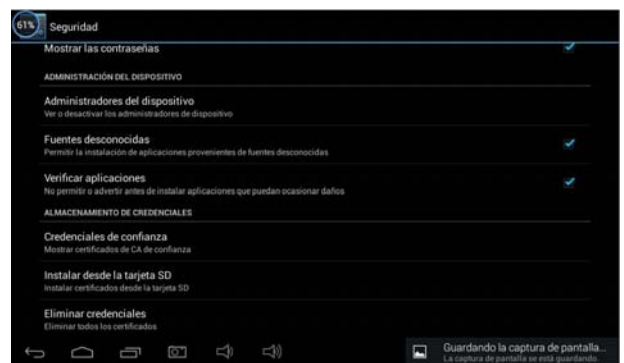 61%
Seguridad
Mostrar las contraseñas
ADMINISTRACIÓN DEL DISPOSITIVO
Administradores del dispositivo
Ver o desactivar los administradores de dispositivo
Fuentes desconocidas
Permitir la instalación de aplicaciones provenientes de fuentes desconocidas
Verificar aplicaciones
No permitir o advertir antes de instalar aplicaciones que puedan ocasionar daños
ALMACENAMIENTO DE CREDENCIALES
Credenciales de confianza
Mostrar certificados de CA de confianza
Instalar desde la tarjeta SD
Instalar certificados desde la tarjeta SD
Eliminar credenciales
Eliminar todos los certificados
Guardando la captura de pantalla...
La captura de pantalla se está guardando.